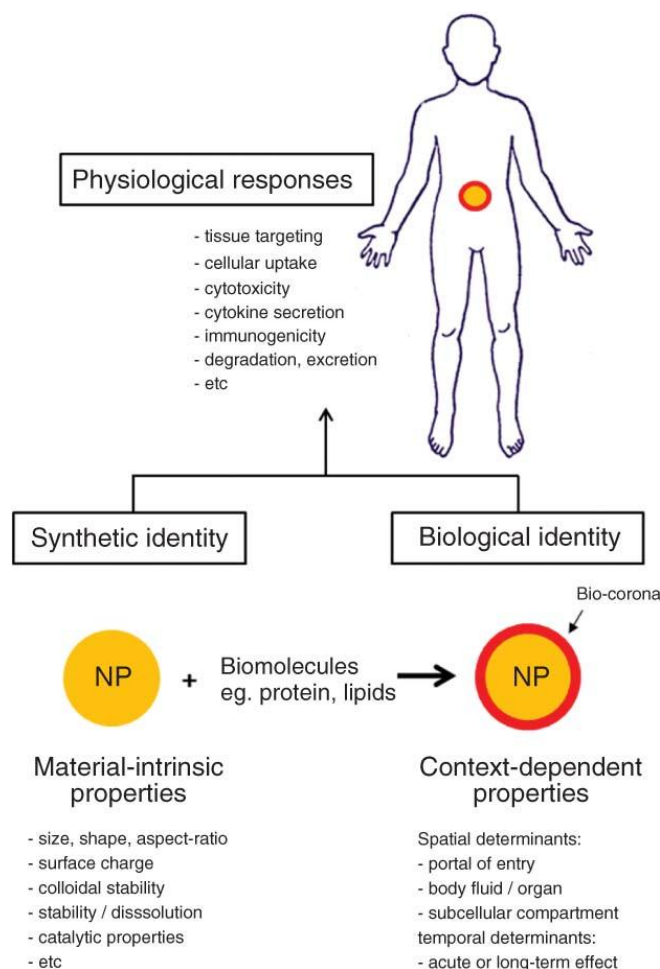 Physiological responses
- tissue targeting
- cellular uptake
- cytotoxicity
- cytokine secretion
- immunogenicity
- degradation, excretion
- etc
Synthetic identity
Biological identity
Bio-corona
NP
+
Biomolecules
eg. protein, lipids
NP
Material-intrinsic
properties
- size, shape, aspect-ratio
- surface charge
- colloidal stability
- stability / disssolution
- catalytic properties
- etc
Context-dependent
properties
Spatial determinants:
- portal of entry
- body fluid / organ
- subcellular compartment
temporal determinants:
- acute or long-term effect